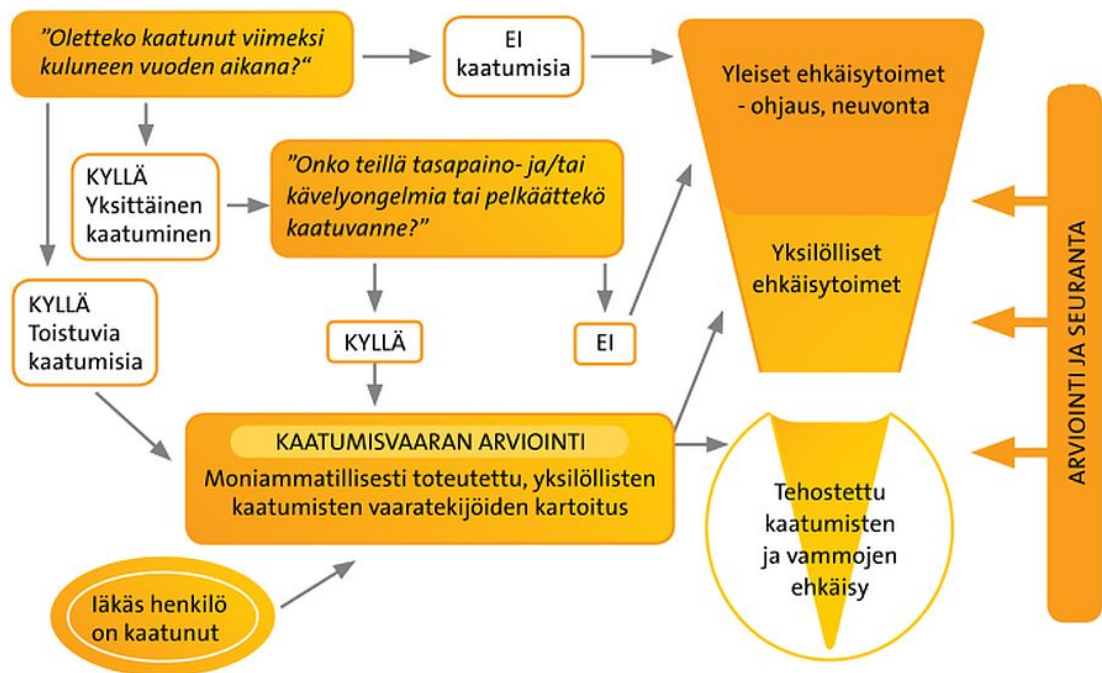 ”Oletteko kaatunut viimeksi
kuluneen vuoden aikana?“
EI
kaatumisia
Yleiset ehkäisytoimet
- ohjaus, neuvonta
KYLLÄ
Yksittäinen
kaatuminen
”Onko teillä tasapaino- ja/tai
kävelyongelmia tai pelkäättekö
kaatuvanne?”
Yksilölliset
ehkäisytoimet
KYLLÄ
Toistuvia
kaatumisia
KYLLÄ
EI
KAATUMISVAARAN ARVIOINTI
Moniammatillisesti toteutettu, yksilöllisten
kaatumisten vaaratekijöiden kartoitus
Tehostettu
kaatumisten
ja vammojen
ehkäisy
Iäkäs henkilö
on kaatunut
ARVIOINTI JA SEURANTA